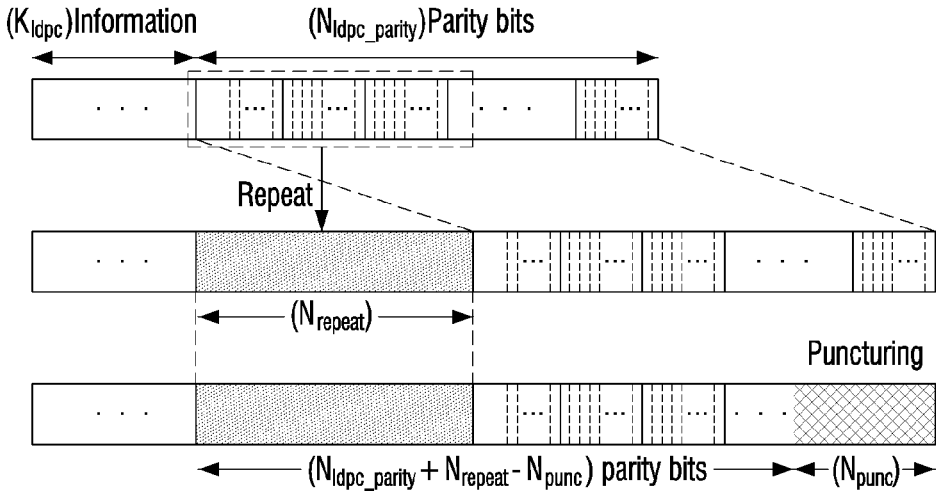 (Kldpc)Information (Nldpc_parity)Parity bits
. . . ... ... ... . . . ...
Repeat
. . . ... ... ... . . . ...
(Nrepeat)
Puncturing
. . . ... ... ... . . .
(Nldpc_parity + Nrepeat - Npunc) parity bits (Npunc)